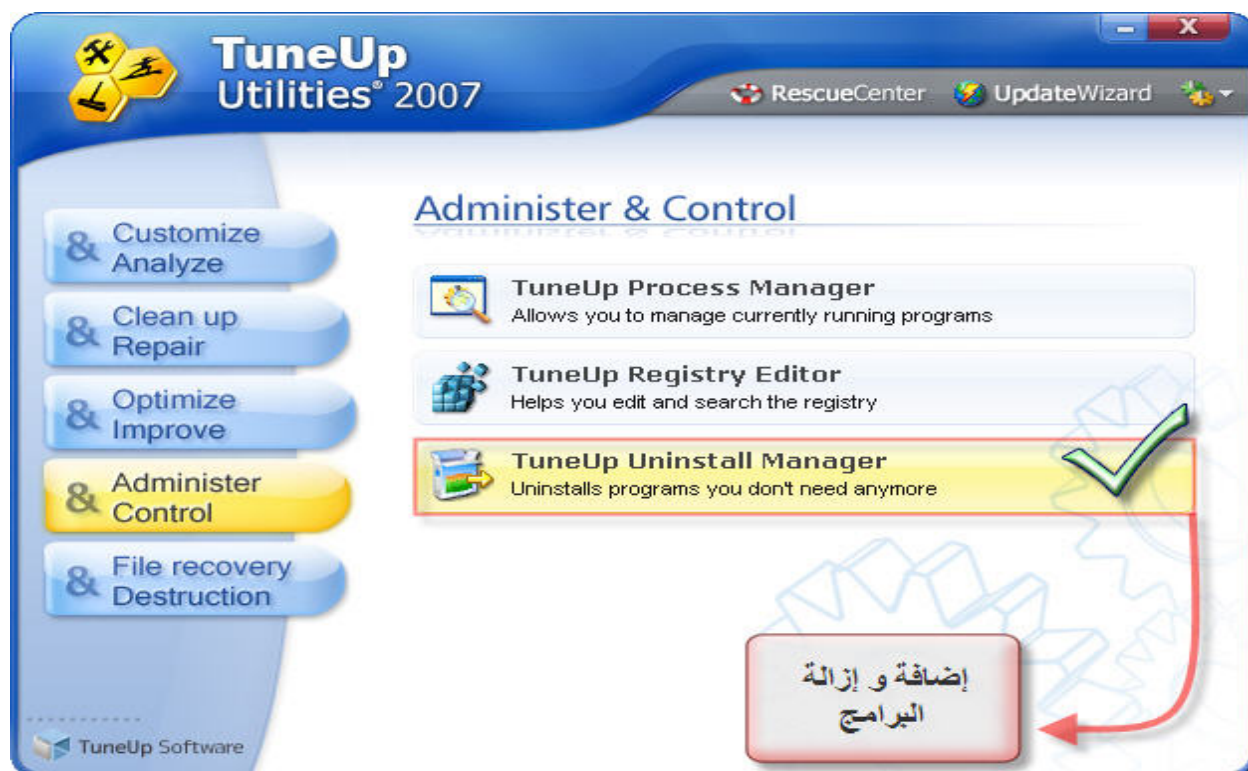 TuneUp
Utilities® 2007
RescueCenter UpdateWizard
Administer & Control
& Customize
Analyze
& Clean up
Repair
& Optimize
Improve
& Administer
Control
& File recovery
Destruction
TuneUp Process Manager
Allows you to manage currently running programs
TuneUp Registry Editor
Helps you edit and search the registry
TuneUp Uninstall Manager
Uninstalls programs you don't need anymore
إضافة و إزالة
البرامج
TuneUp Software